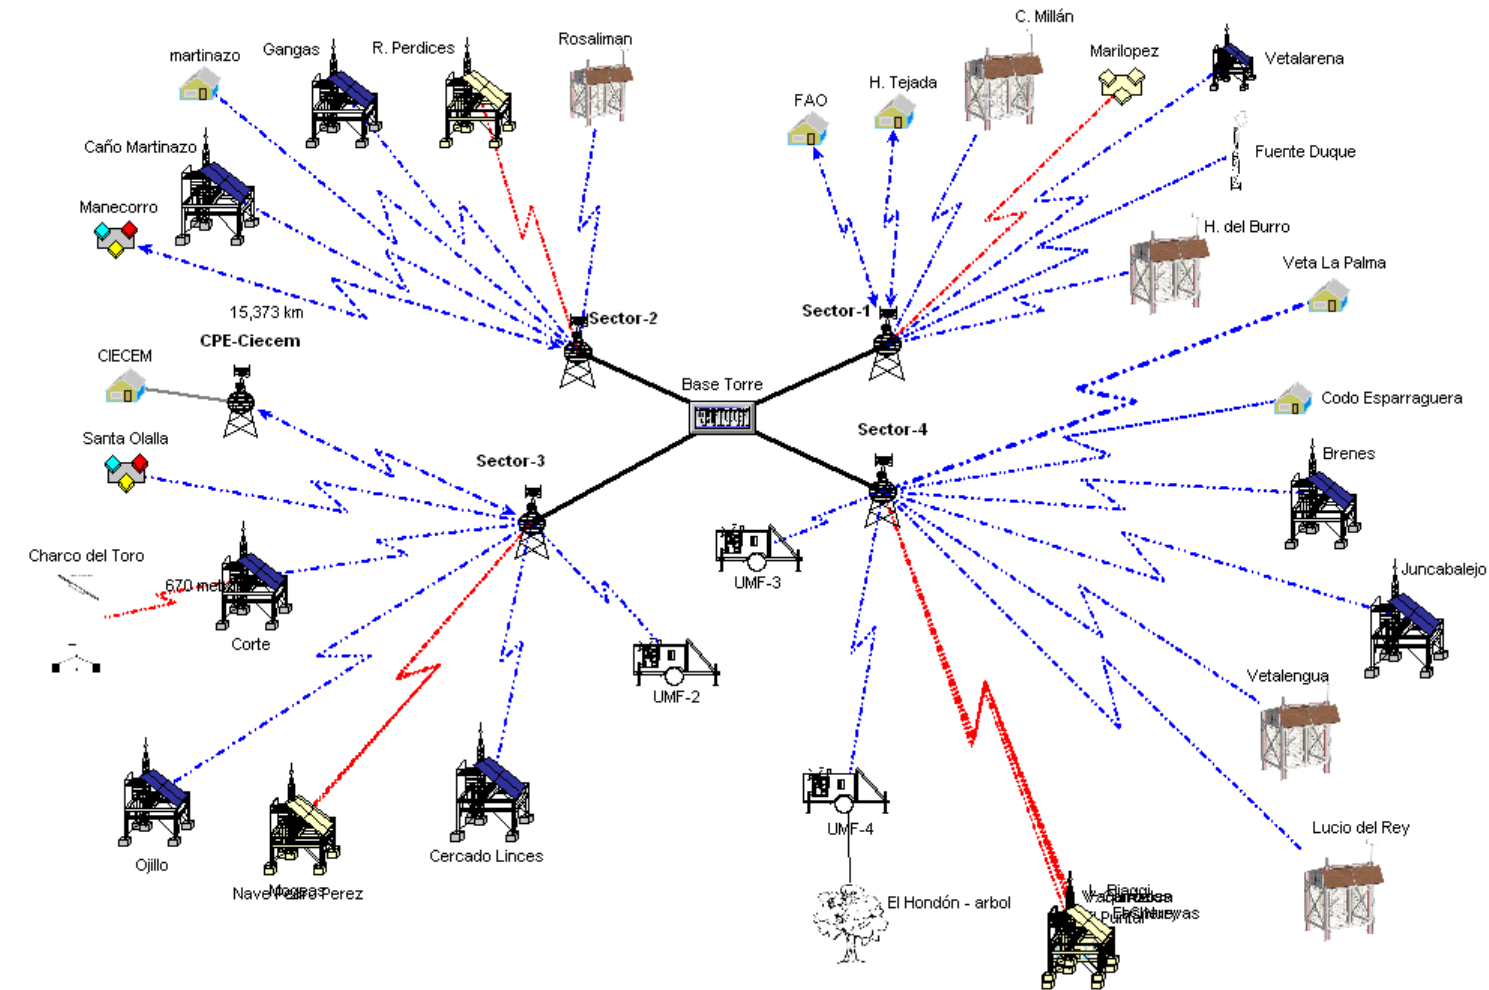 C. Millán
Rosaliman
Gangas
R. Perdices
martinazo
Marilopez
Vetalarena
H. Tejada
FAO
Caño Martinazo
Fuente Duque
Manecorro
H. del Burro
Veta La Palma
15,373 km
Sector-2
Sector-1
CPE-Ciecem
CIECEM
Base Torre
Codo Esparraguera
Santa Olalla
Sector-4
Sector-3
Brenes
Charco del Toro
Juncabalejo
UMF-3
Corte
Vetalengua
UMF-2
UMF-4
Lucio del Rey
Cercado Linces
Ojillo
Nave Pedro Perez
El Hondón - arbol